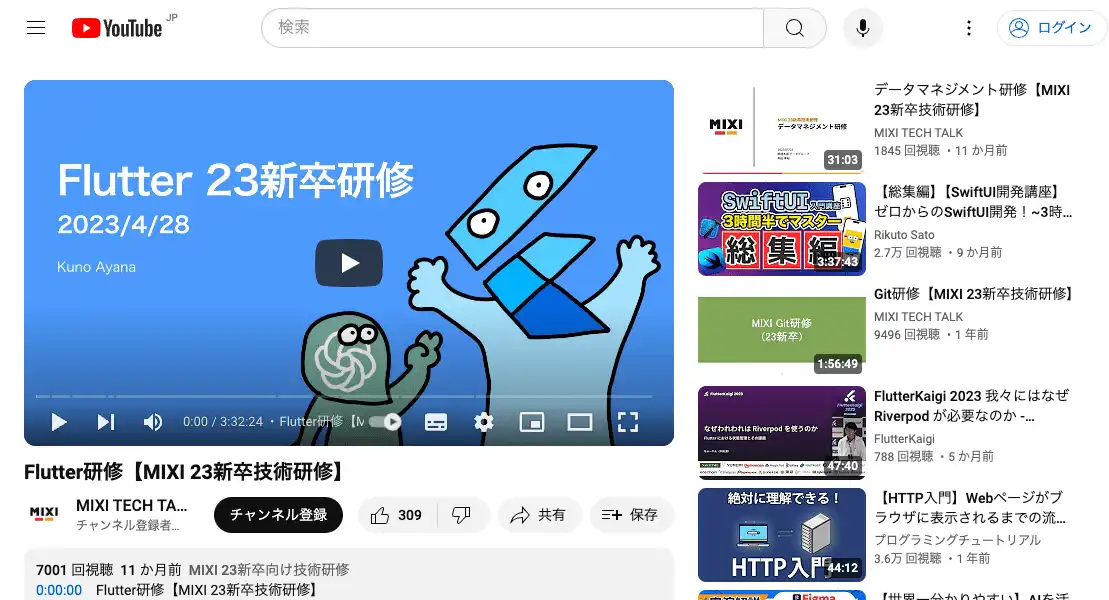 YouTube JP
検索
ログイン
Flutter 23新卒研修
2023/4/28
Kuno Ayana
0:00 / 3:32:24 • Flutter研修【M
Flutter研修【MIXI 23新卒技術研修】
MIXI
MIXI TECH TA...
チャンネル登録者...
チャンネル登録
309
共有
保存
7001 回視聴 11 か月前 MIXI 23新卒向け技術研修
0:00:00 Flutter研修【MIXI 23新卒技術研修】
MIXI
MIXI 23新卒技術研修
データマネジメント研修
31:03
データマネジメント研修【MIXI
23新卒技術研修】
MIXI TECH TALK
1845 回視聴 ・11 か月前
SwiftUI入門講座
3時間半でマスター
総集編
3:37:43
【総集編】【SwiftUI開発講座】
ゼロからのSwiftUI開発！~3時...
Rikuto Sato
2.7万 回視聴 ・9 か月前
MIXI Git研修
（23新卒）
1:56:49
Git研修【MIXI 23新卒技術研修】
MIXI TECH TALK
9496 回視聴 ・1 年前
FlutterKaigi 2023
なぜわれわれは Riverpod を使うのか
47:40
FlutterKaigi 2023 我々にはなぜ
Riverpod が必要なのか -...
FlutterKaigi
788 回視聴 ・5 か月前
絶対に理解できる！
HTTP入門
44:12
【HTTP入門】Webページがブ
ラウザに表示されるまでの流...
プログラミングチュートリアル
3.6万 回視聴 ・1 年前
Figma
【世界一分かりやすい】AIを活